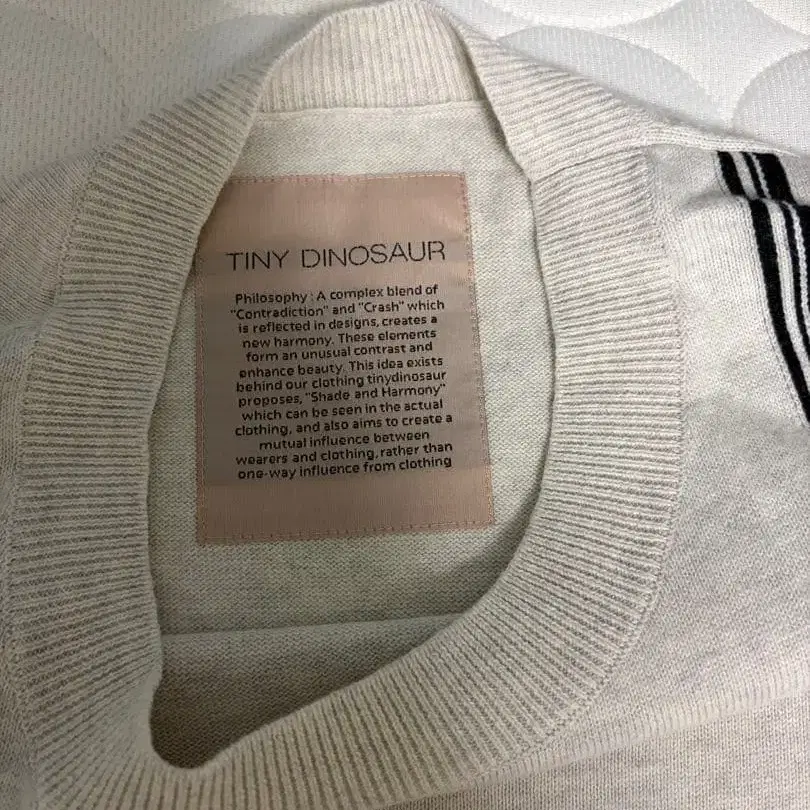 TINY DINOSAUR
Philosophy : A complex blend of
"Contradiction" and "Crash" which
is reflected in designs, creates a
new harmony. These elements
form an unusual contrast and
enhance beauty. This idea exists
behind our clothing tinydinosaur
proposes, "Shade and Harmony"
which can be seen in the actual
clothing, and also aims to create a
mutual influence between
wearers and clothing, rather than
one-way influence from clothing